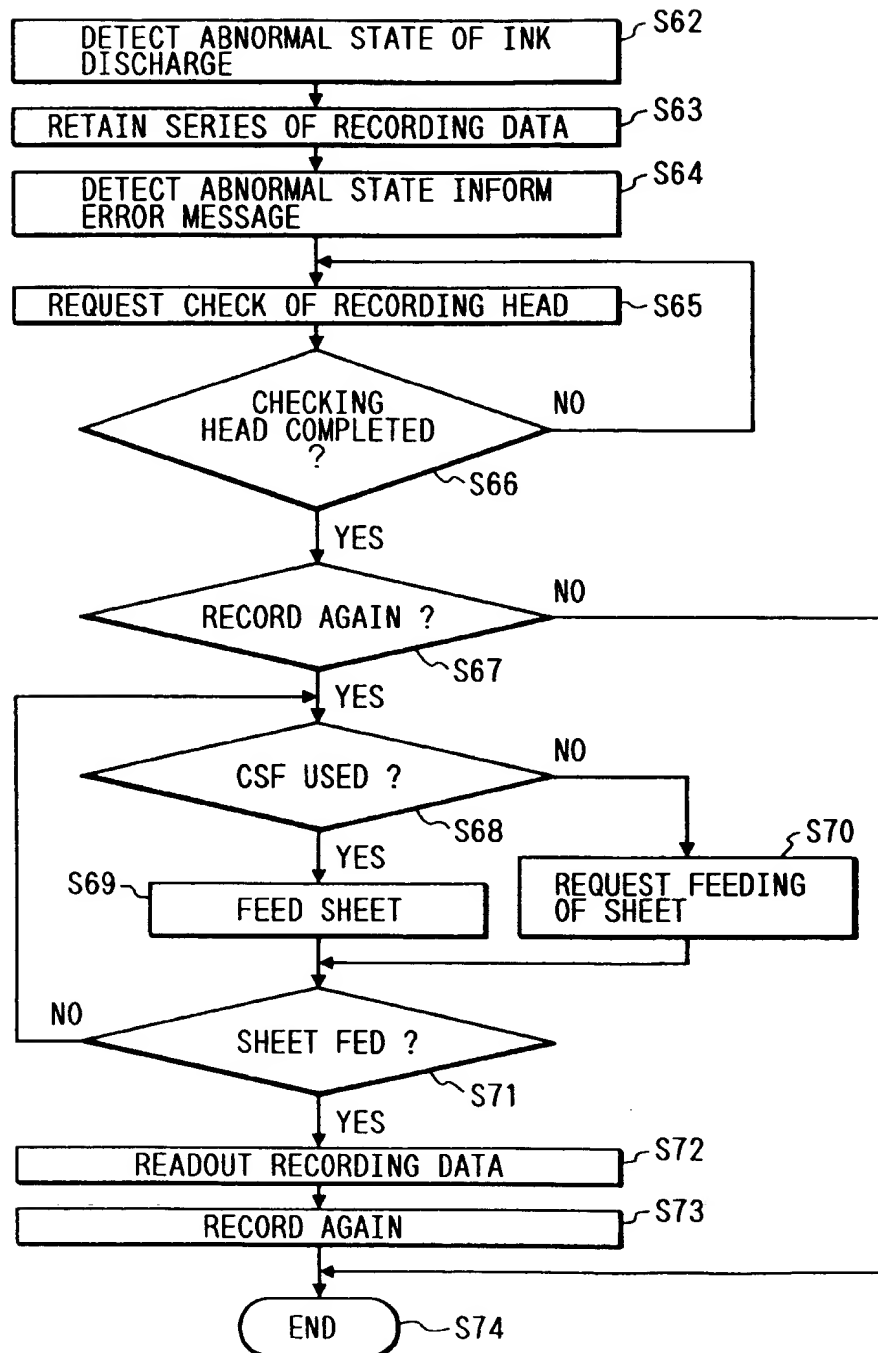 S62
DETECT ABNORMAL STATE OF INK
DISCHARGE
S63
RETAIN SERIES OF RECORDING DATA
S64
DETECT ABNORMAL STATE INFORM
ERROR MESSAGE
REQUEST CHECK OF RECORDING HEAD
S65
CHECKING
HEAD COMPLETED
?
NO
S66
YES
RECORD AGAIN ?
NO
S67
YES
CSF USED ?
NO
S68
YES
S70
S69
FEED SHEET
REQUEST FEEDING
OF SHEET
NO
SHEET FED ?
S71
YES
S72
READOUT RECORDING DATA
S73
RECORD AGAIN
END
S74